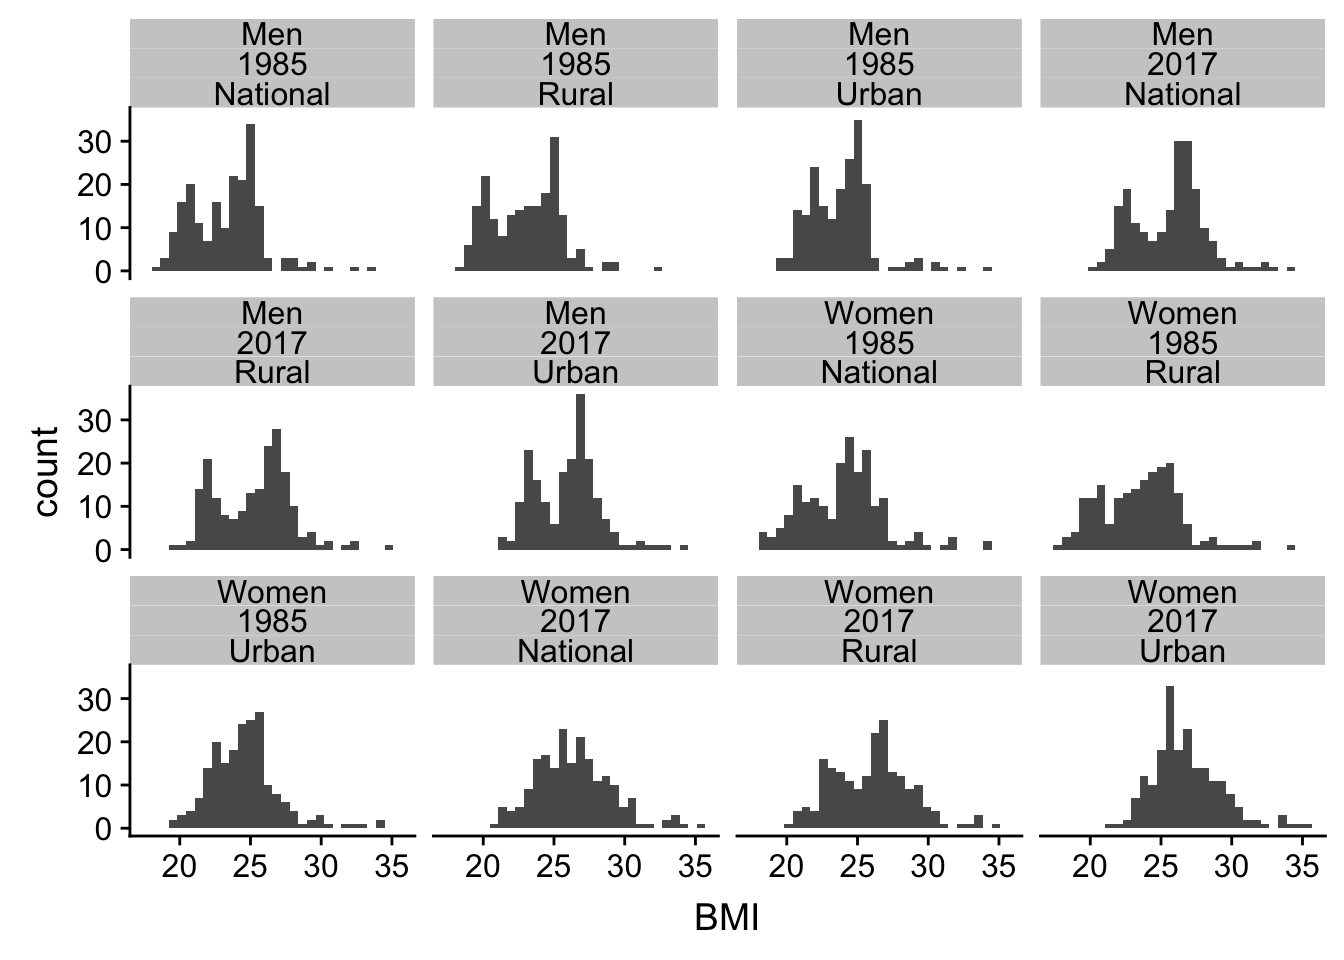 Men Men Men Men
1985 1985 1985 2017
National Rural Urban National
30
20
10
0
Men Men Women Women
2017 2017 1985 1985
Rural Urban National Rural
30
20
10
0
count
Women Women Women Women
1985 2017 2017 2017
Urban National Rural Urban
30
20
10
0
20 25 30 35 20 25 30 35 20 25 30 35 20 25 30 35
BMI